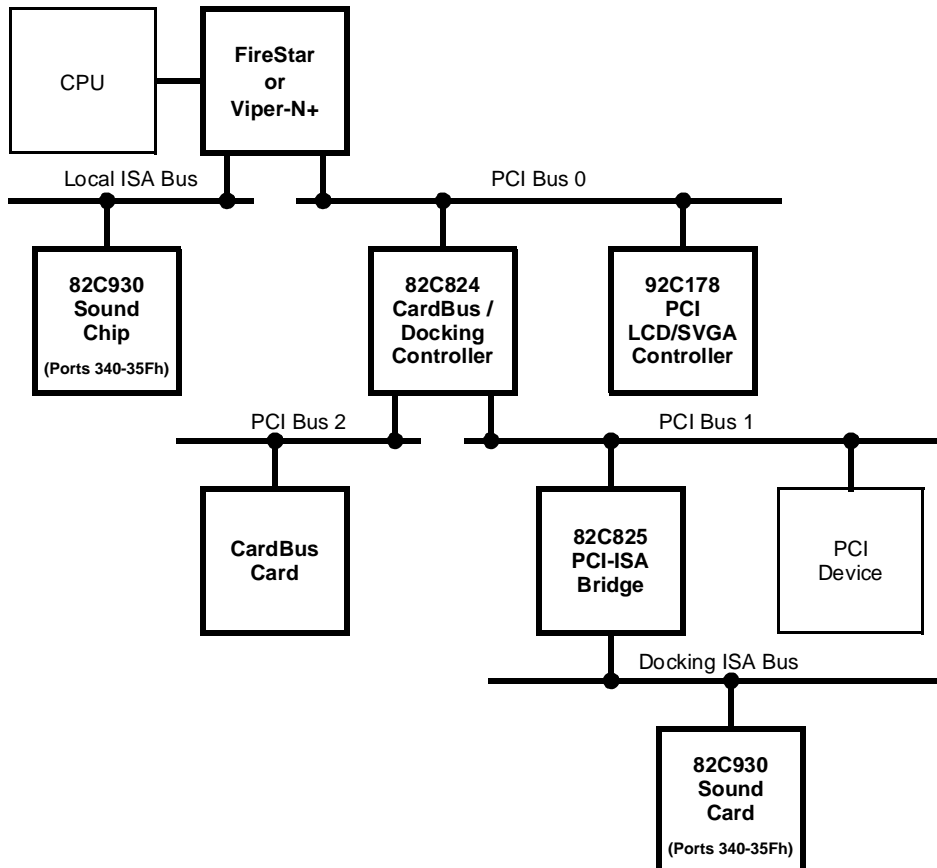 CPU
FireStar
or
Viper-N+
Local ISA Bus
PCI Bus 0
82C930
Sound
Chip
(Ports 340-35Fh)
82C824
CardBus /
Docking
Controller
92C178
PCI
LCD/SVGA
Controller
PCI Bus 2
PCI Bus 1
CardBus
Card
82C825
PCI-ISA
Bridge
PCI
Device
Docking ISA Bus
82C930
Sound
Card
(Ports 340-35Fh)